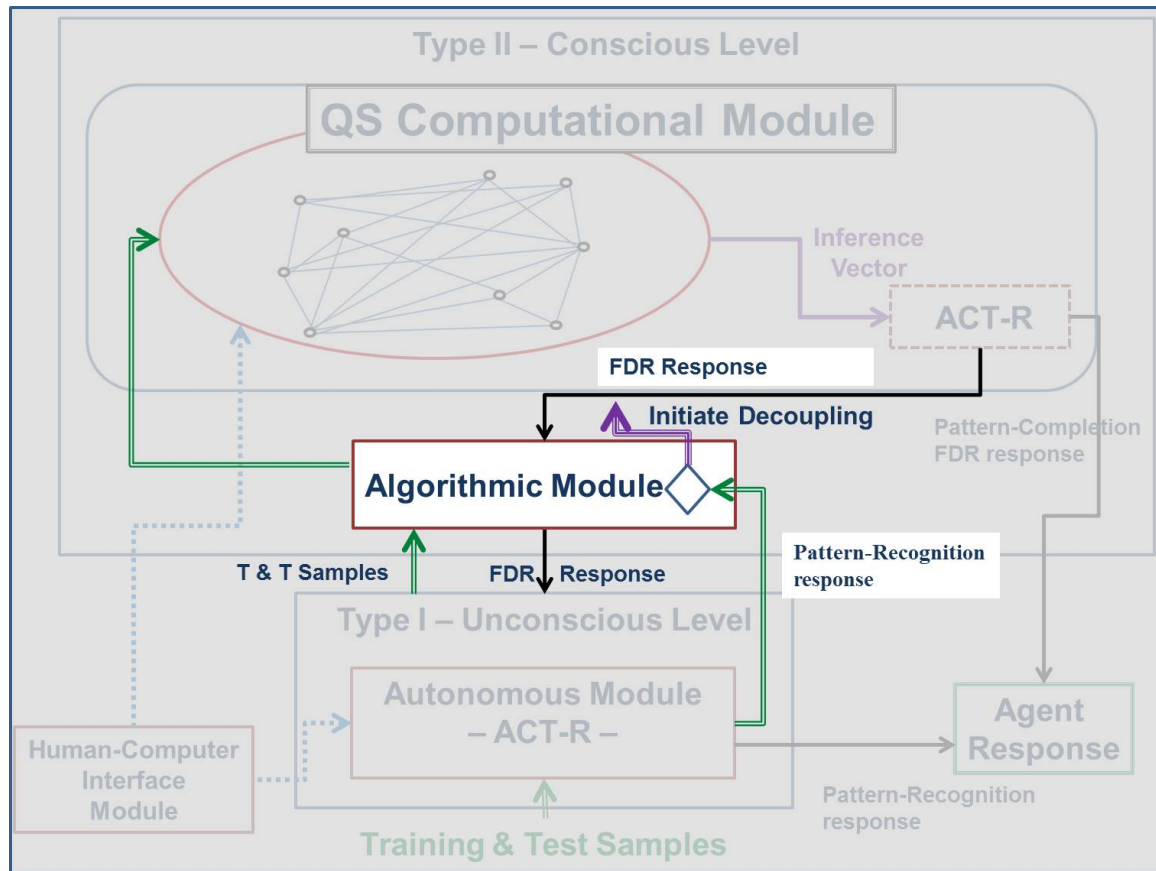 Type II – Conscious Level
QS Computational Module
Inference
Vector
ACT-R
FDR Response
Initiate Decoupling
Pattern-Completion
FDR response
Algorithmic Module
Pattern-Recognition
response
T & T Samples
FDR Response
Type I – Unconscious Level
Autonomous Module
– ACT-R –
Human-Computer
Interface
Module
Agent
Response
Pattern-Recognition
response
Training & Test Samples